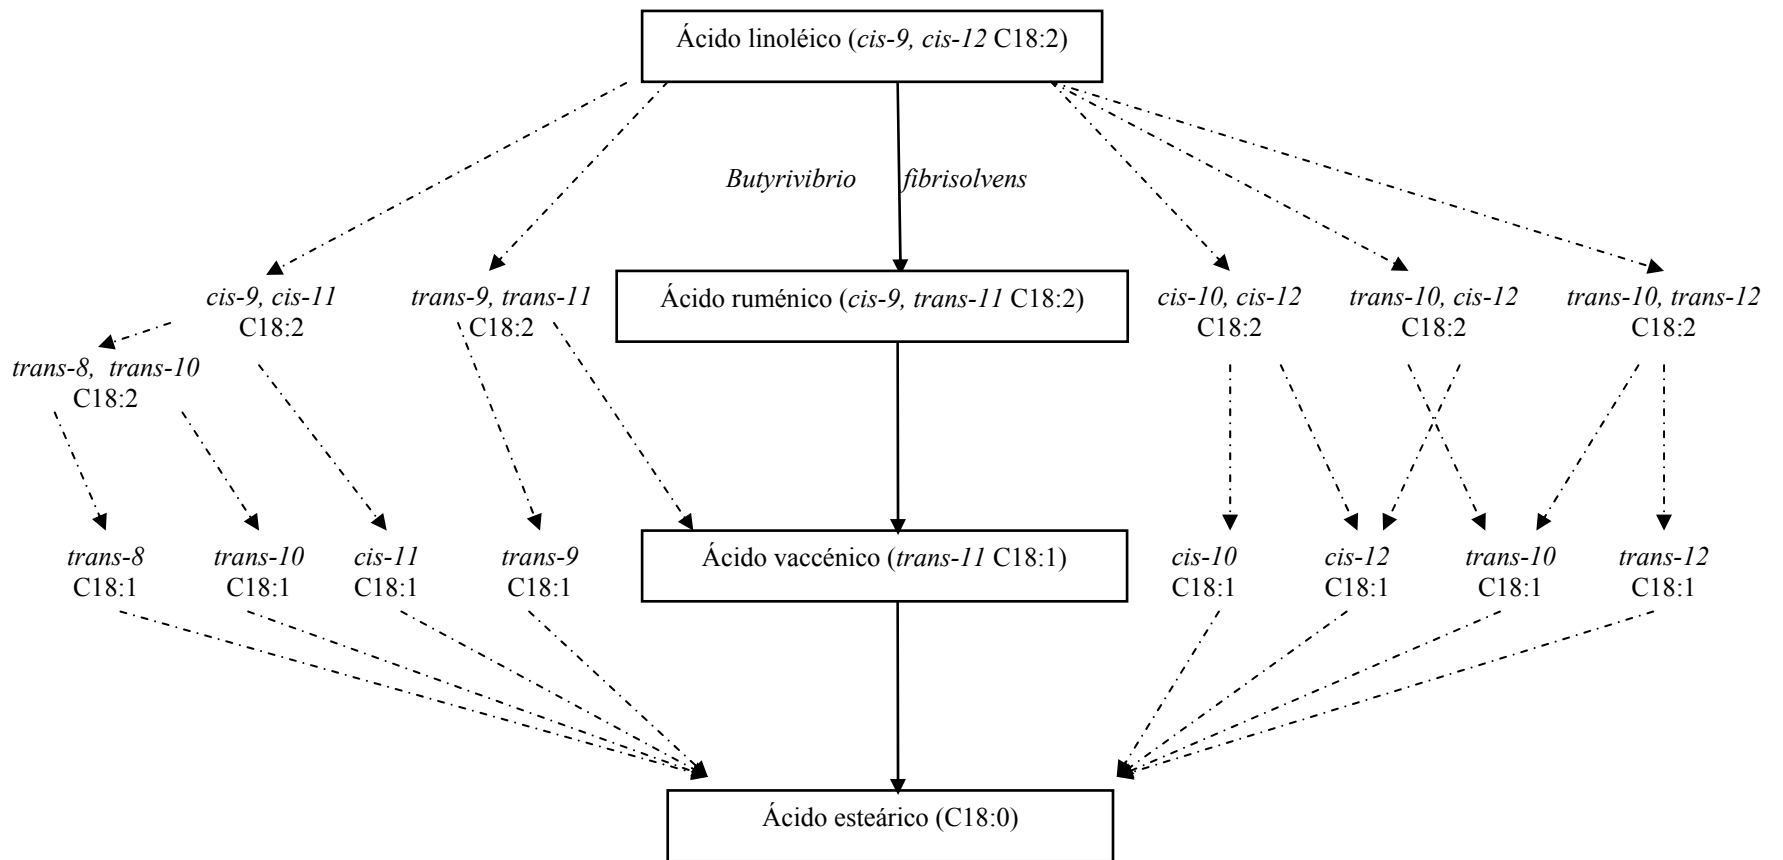 Ácido linoléico (cis-9, cis-12 C18:2)
Butyrivibrio fibrisolvens
cis-9, cis-11
C18:2
trans-9, trans-11
C18:2
Ácido ruménico (cis-9, trans-11 C18:2)
cis-10, cis-12
C18:2
trans-10, cis-12
C18:2
trans-10, trans-12
C18:2
trans-8, trans-10
C18:2
trans-8
C18:1
trans-10
C18:1
cis-11
C18:1
trans-9
C18:1
Ácido vaccénico (trans-11 C18:1)
cis-10
C18:1
cis-12
C18:1
trans-10
C18:1
trans-12
C18:1
Ácido esteárico (C18:0)